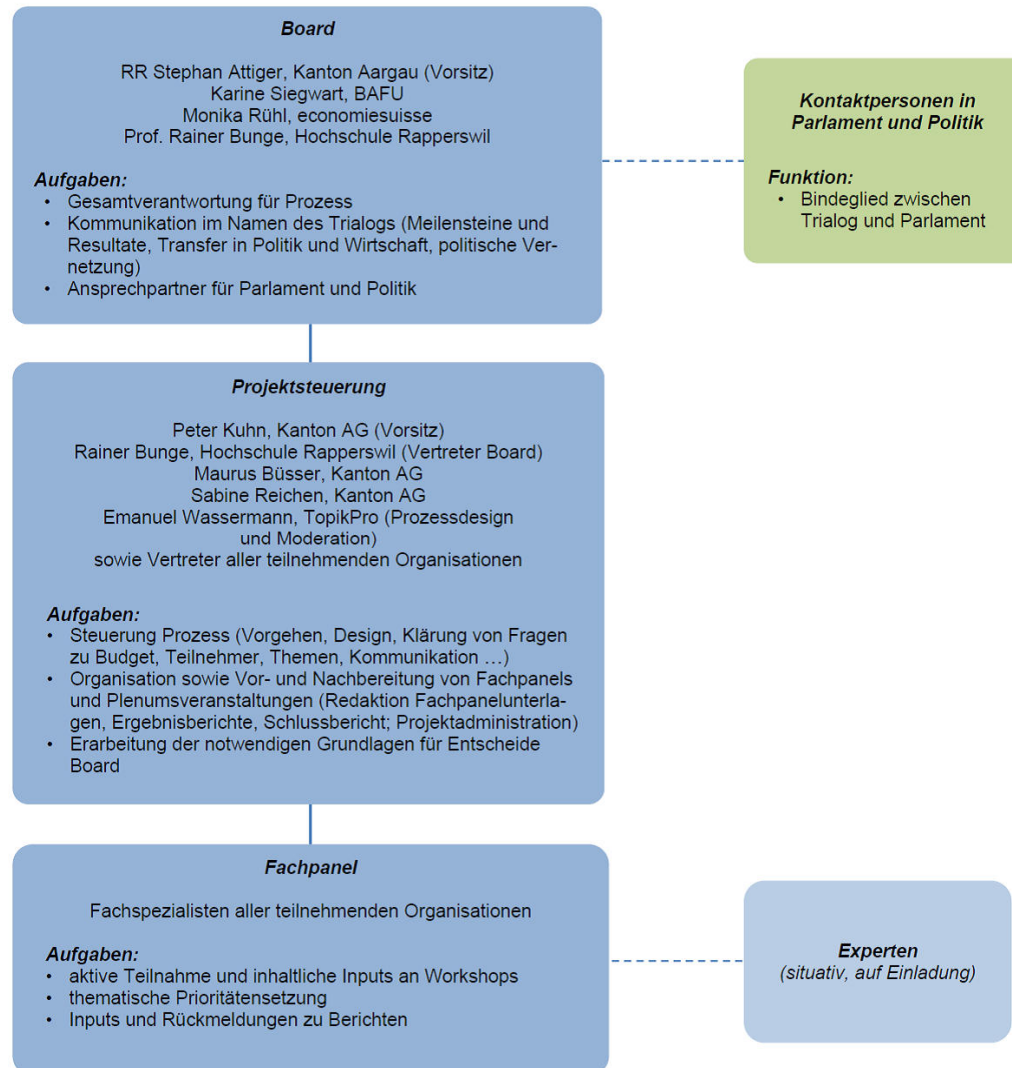 Board
RR Stephan Attiger, Kanton Aargau (Vorsitz)
Karine Siegwart, BAFU
Monika Rühl, economiesuisse
Prof. Rainer Bunge, Hochschule Rapperswil
Aufgaben:
• Gesamtverantwortung für Prozess
• Kommunikation im Namen des Trialogs (Meilensteine und
Resultate, Transfer in Politik und Wirtschaft, politische Ver-
netzung)
• Ansprechpartner für Parlament und Politik
Kontaktpersonen in
Parlament und Politik
Funktion:
• Bindeglied zwischen
Trialog und Parlament
Projektsteuerung
Peter Kuhn, Kanton AG (Vorsitz)
Rainer Bunge, Hochschule Rapperswil (Vertreter Board)
Maurus Büsser, Kanton AG
Sabine Reichen, Kanton AG
Emanuel Wassermann, TopikPro (Prozessdesign
und Moderation)
sowie Vertreter aller teilnehmenden Organisationen
Aufgaben:
• Steuerung Prozess (Vorgehen, Design, Klärung von Fragen
zu Budget, Teilnehmer, Themen, Kommunikation …)
• Organisation sowie Vor- und Nachbereitung von Fachpanels
und Plenumsveranstaltungen (Redaktion Fachpanelunterla-
gen, Ergebnisberichte, Schlussbericht; Projektadministration)
• Erarbeitung der notwendigen Grundlagen für Entscheide
Board
Fachpanel
Fachspezialisten aller teilnehmenden Organisationen
Aufgaben:
• aktive Teilnahme und inhaltliche Inputs an Workshops
• thematische Prioritätensetzung
• Inputs und Rückmeldungen zu Berichten
Experten
(situativ, auf Einladung)